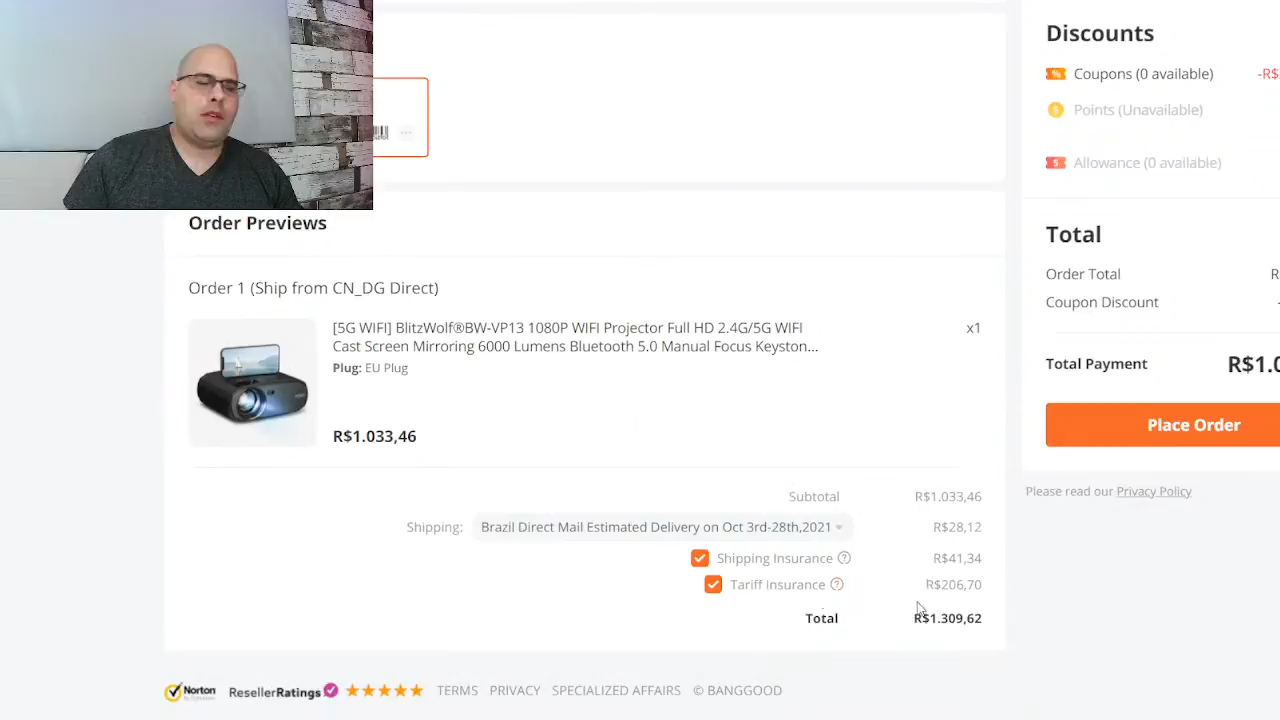 Discounts
Coupons (0 available)
-R$
Points (Unavailable)
Allowance (0 available)
Order Previews
Total
Order Total
R
Coupon Discount
-
Order 1 (Ship from CN_DG Direct)
[5G WIFI] BlitzWolf®BW-VP13 1080P WIFI Projector Full HD 2.4G/5G WIFI
x1
Cast Screen Mirroring 6000 Lumens Bluetooth 5.0 Manual Focus Keyston...
Plug: EU Plug
R$1.033,46
Total Payment
R$1.0
Place Order
Please read our Privacy Policy
Subtotal
R$1.033,46
Shipping:
Brazil Direct Mail Estimated Delivery on Oct 3rd-28th,2021
R$28,12
Shipping Insurance ?
R$41,34
Tariff Insurance ?
R$206,70
Total
R$1.309,62
Norton
ResellerRatings
TERMS PRIVACY SPECIALIZED AFFAIRS © BANGGOOD